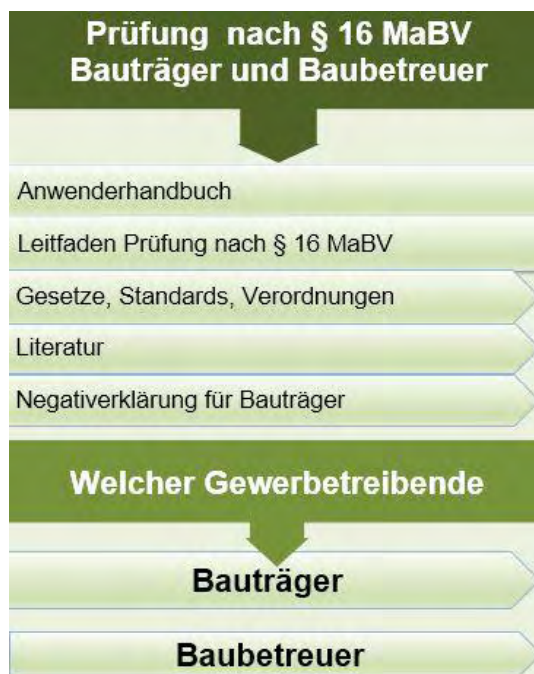 Prüfung nach § 16 MaBV
Bauträger und Baubetreuer
Anwenderhandbuch
Leitfaden Prüfung nach § 16 MaBV
Gesetze, Standards, Verordnungen
Literatur
Negativerklärung für Bauträger
Welcher Gewerbetreibende
Bauträger
Baubetreuer